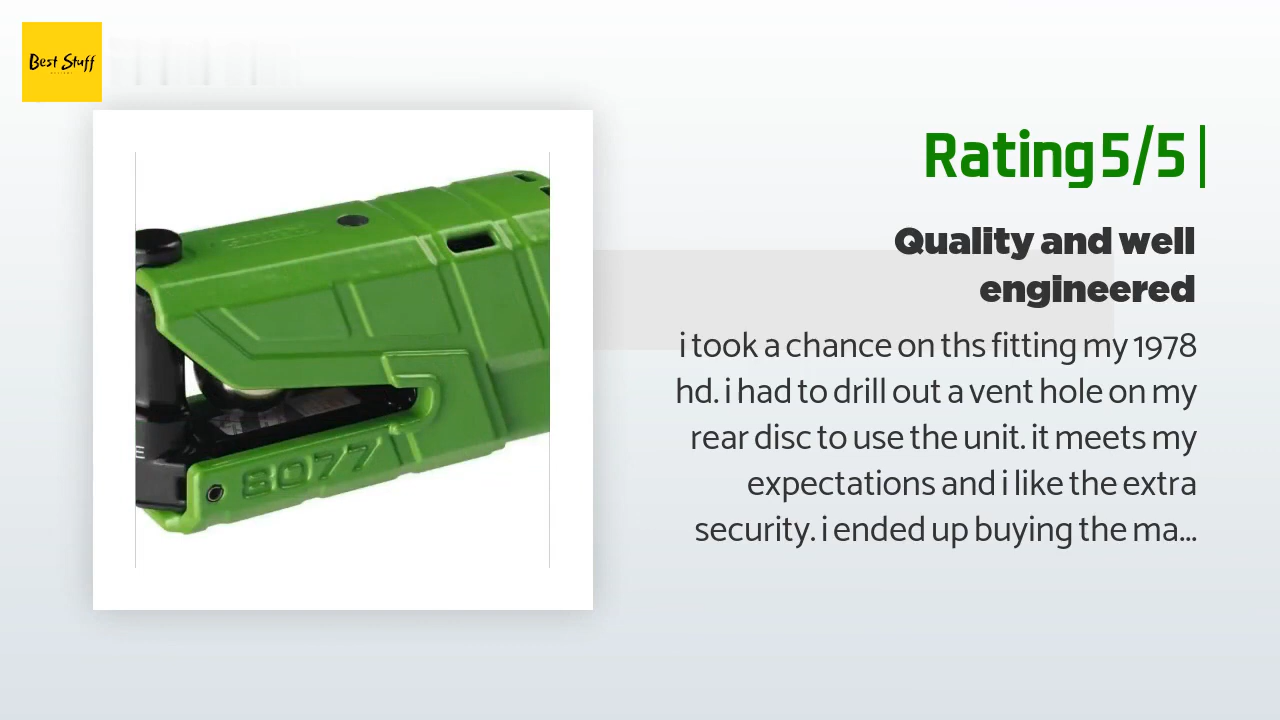 Best Stuff
Rating 5/5
Quality and well
engineered
i took a chance on ths fitting my 1978
hd. i had to drill out a vent hole on my
rear disc to use the unit. it meets my
expectations and i like the extra
security. i ended up buying the ma...
8077